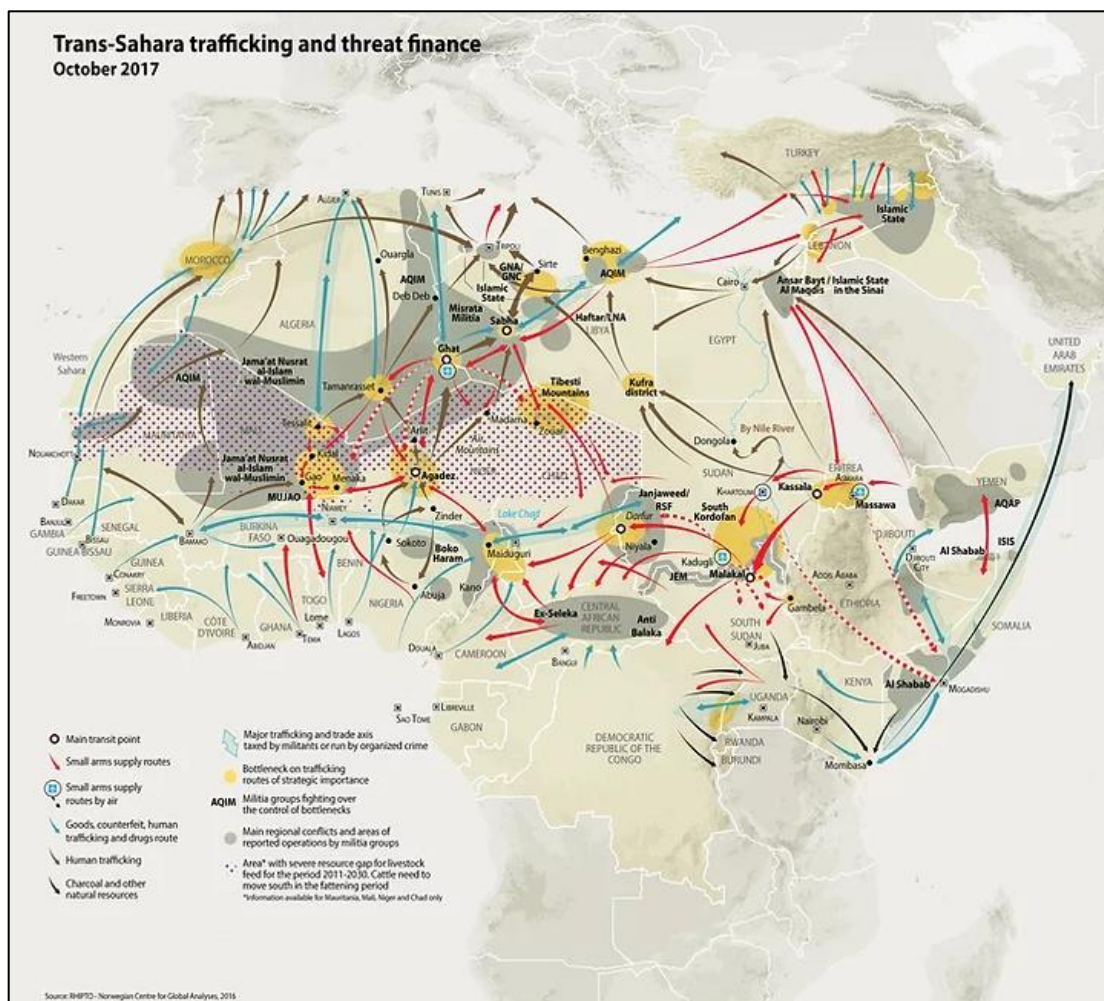 Trans-Sahara trafficking and threat finance
October 2017
TURKEY
Islamic
State
LEBANON
ALGIER
TUNIS
TRIPOLI
Benghazi
Sirte
GNA/
GNC
AQIM
Islamic
State
MOROCCO
Ouargla
AQIM
Deb Deb
Misrata
Militia
Sabha
Haftar/LNA
LIBYA
Cairo
Ansar Bayt / Islamic State
Al Maqdis in the Sinai
EGYPT
UNITED
ARAB
EMIRATES
ALGERIA
Western
Sahara
AQIM
Jama'at Nusrat
al-Islam
wal-Muslimin
Ghat
Tamanrasset
Tibesti
Mountains
Kufra
district
Madama
Zouar
MAURITANIA
MALI
Tessalit
Kidal
Arlit
Aïr
Mountains
NIGER
CHAD
Dongola
By Nile River
NOUAKCHOTT
Jama'at Nusrat
al-Islam
wal-Muslimin
Gao
Menaka
MUJAO
Agadez
SUDAN
KHARTOUM
Kassala
ERITREA
ASMARA
Massawa
YEMEN
AQAP
DAKAR
BANJUL
GAMBIA
BISSAU
GUINEA BISSAU
SENEGAL
BAMAKO
BURKINA
FASO
Ouagadougou
NIAMEY
Zinder
Sokoto
Lake Chad
Boko
Haram
Maiduguri
Kano
Janjaweed/
RSF
Darfur
Niyala
South
Kordofan
Kadugli
JEM
Malakal
DJIBOUTI
DJIBOUTI
CITY
Al Shabab
ISIS
ADDIS ABABA
ETHIOPIA
Gambela
GUINEA
CONAKRY
FREETOWN
SIERRA
LEONE
MONROVIA
LIBERIA
CÔTE
D'IVOIRE
ABIDJAN
GHANA
TOGO
Lome
TEMA
BENIN
LAGOS
NIGERIA
Abuja
DOUALA
CAMEROON
Ex-Seleka
CENTRAL
AFRICAN
REPUBLIC
Anti
Balaka
BANGUI
SOUTH
SUDAN
JUBA
SOMALIA
Al Shabab
MOGADISHU
KENYA
UGANDA
KAMPALA
Nairobi
Mombasa
SAO TOME
LIBREVILLE
GABON
DEMOCRATIC
REPUBLIC OF THE
CONGO
RWANDA
BURUNDI
Main transit point
Small arms supply routes
Small arms supply
routes by air
Goods, counterfeit, human
trafficking and drugs route
Human trafficking
Charcoal and other
natural resources
Major trafficking and trade axis
taxed by militants or run by organized crime
Bottleneck on trafficking
routes of strategic importance
AQIM Militia groups fighting over
the control of bottlenecks
Main regional conflicts and areas of
reported operations by militia groups
Area* with severe resource gap for livestock
feed for the period 2011-2030. Cattle need to
move south in the fattening period
*Information available for Mauritania, Mali, Niger and Chad only
Source: RHIPTO - Norwegian Centre for Global Analyses, 2016